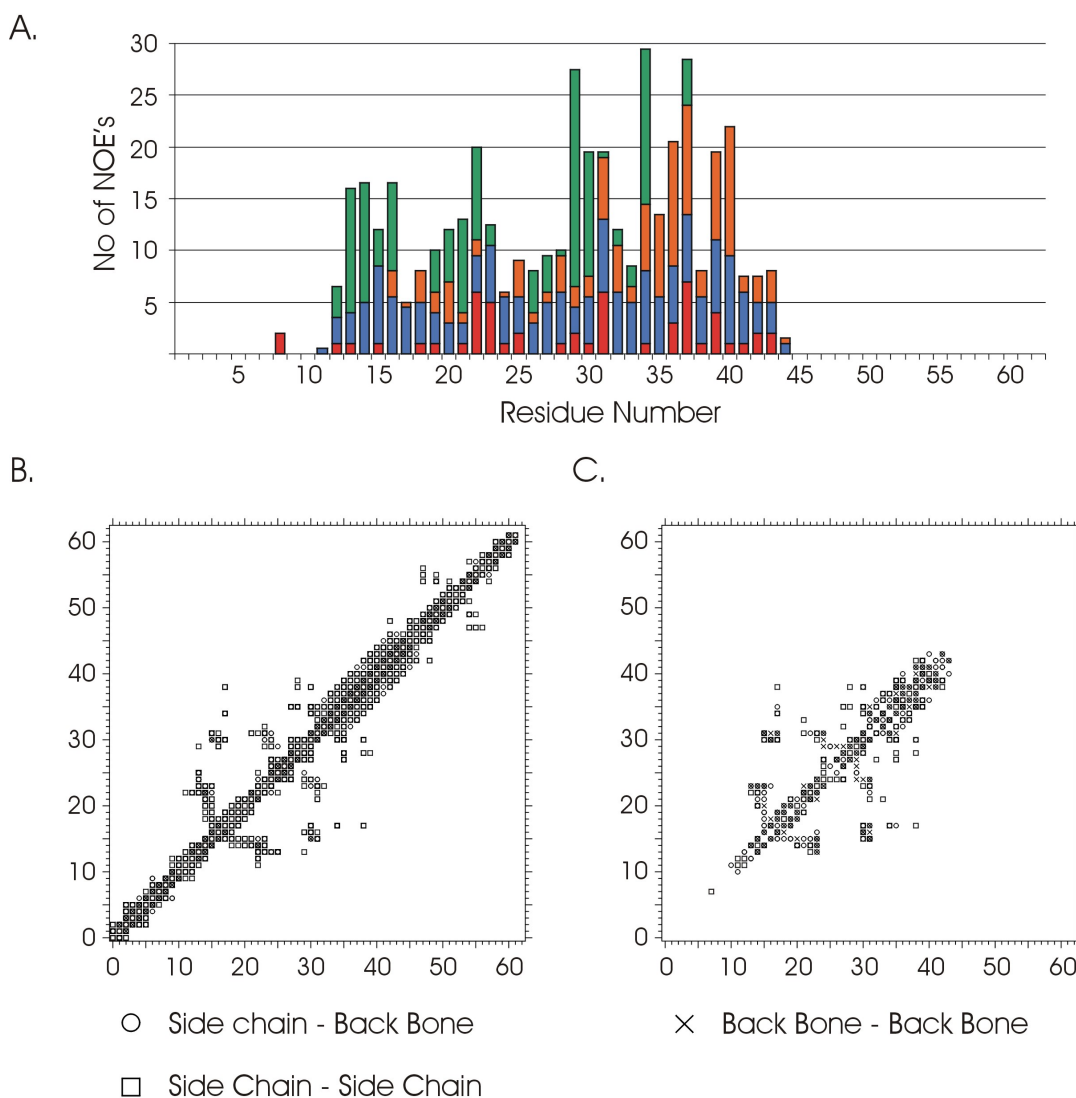 A.
30
25
20
15
10
5
No of NOE's
5 10 15 20 25 30 35 40 45 50 55 60
Residue Number
B.
C.
60
50
40
30
20
10
0
0 10 20 30 40 50 60
60
50
40
30
20
10
0
10 20 30 40 50 60
Side chain - Back Bone
Back Bone - Back Bone
Side Chain - Side Chain